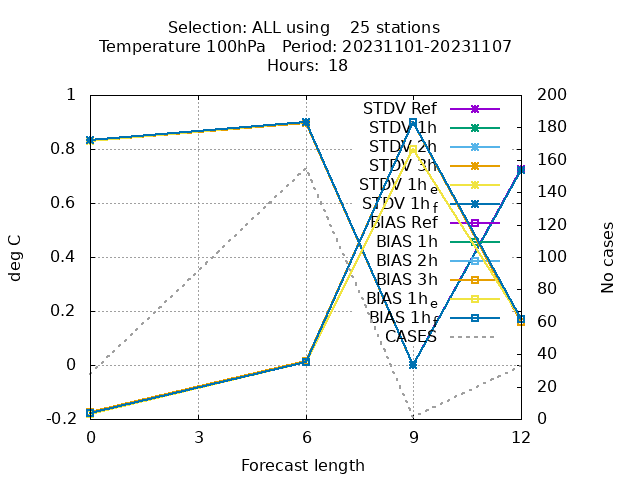 Selection: ALL using    25 stations
Temperature 100hPa   Period: 20231101-20231107
Hours:  18
1
0.8
0.6
0.4
0.2
0
-0.2
deg C
200
180
160
140
120
100
80
60
40
20
0
No cases
STDV Ref
STDV 1h
STDV 2h
STDV 3h
STDV 1he
STDV 1hf
BIAS Ref
BIAS 1h
BIAS 2h
BIAS 3h
BIAS 1he
BIAS 1hf
CASES
0 3 6 9 12
Forecast length